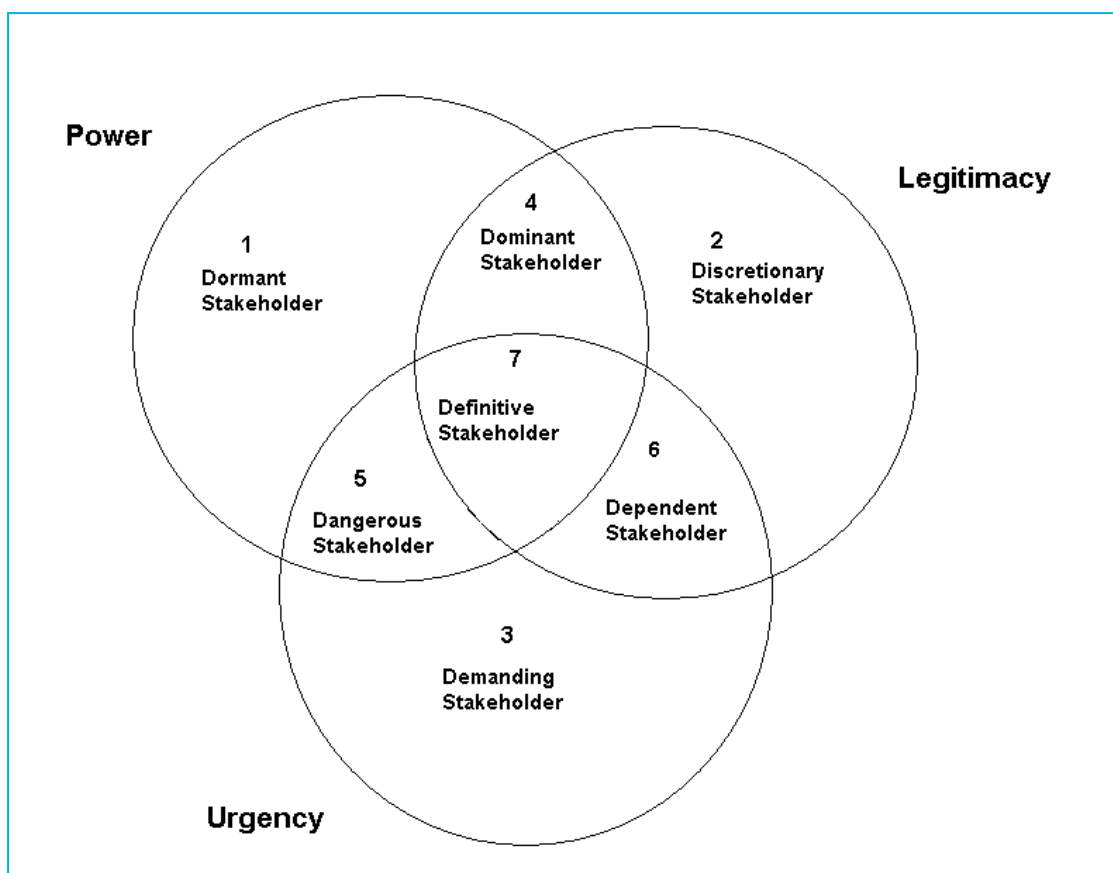 Power
Legitimacy
4
Dominant
Stakeholder
1
Dormant
Stakeholder
2
Discretionary
Stakeholder
7
Definitive
Stakeholder
5
Dangerous
Stakeholder
6
Dependent
Stakeholder
3
Demanding
Stakeholder
Urgency